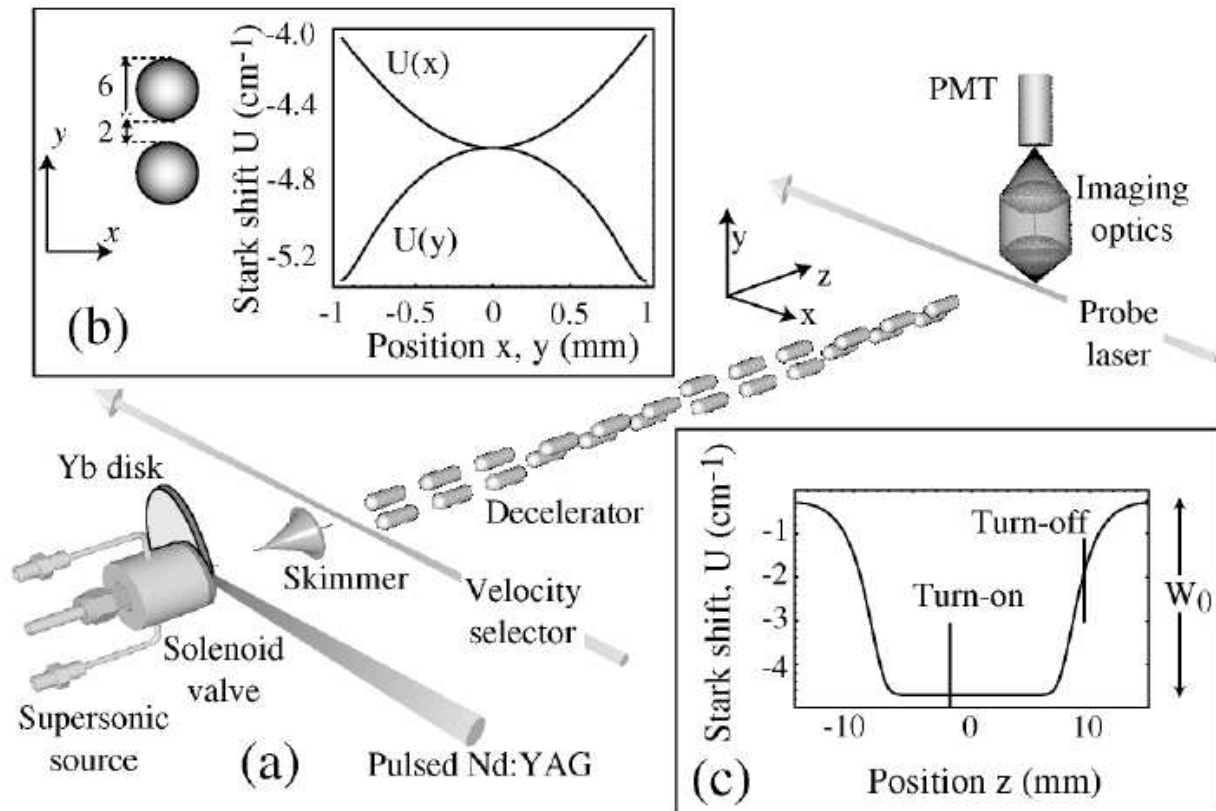 (b)
6
2
y
x
Stark shift U (cm-1)
-4.0
-4.4
-4.8
-5.2
U(x)
U(y)
-1
-0.5
0
0.5
1
Position x, y (mm)
PMT
Imaging
optics
y
z
x
Probe
laser
Yb disk
Decelerator
Skimmer
Velocity
selector
Solenoid
valve
Supersonic
source
(a)
Pulsed Nd:YAG
(c)
Stark shift, U (cm-1)
-1
-2
-3
-4
Turn-off
Turn-on
W0
-10
0
10
Position z (mm)